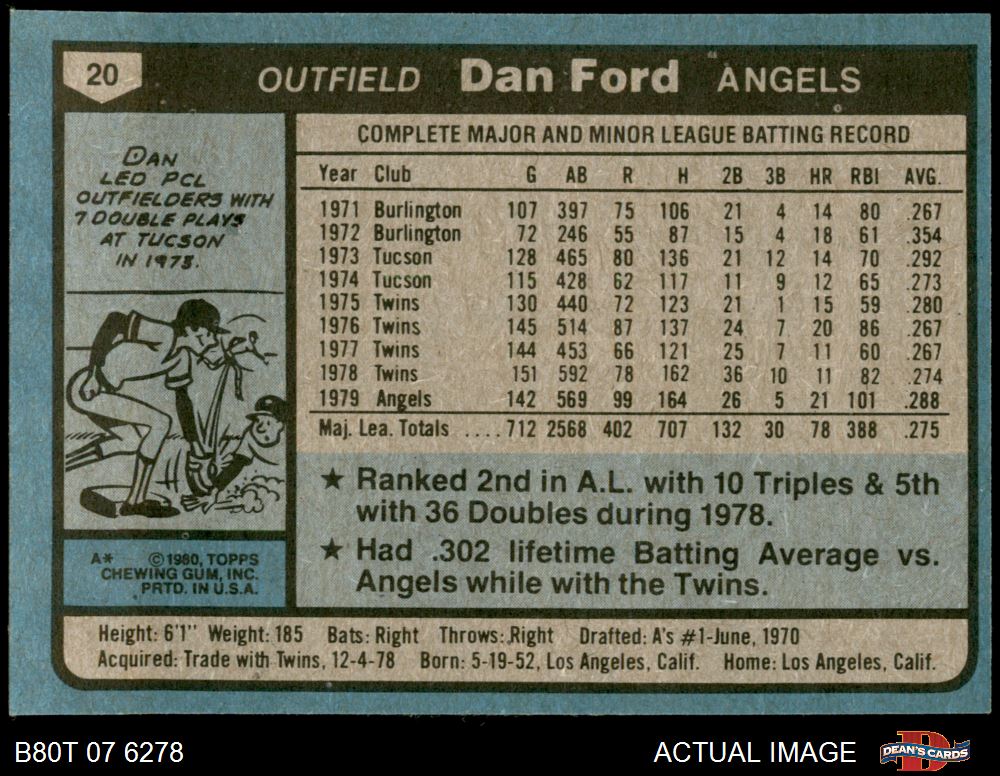 20 OUTFIELD Dan Ford ANGELS
DAN
LED PCL
OUTFIELDERS WITH
7 DOUBLE PLAYS
AT TUCSON
IN 1973.
A* ©1980, TOPPS
CHEWING GUM, INC.
PRTD. IN U.S.A.
COMPLETE MAJOR AND MINOR LEAGUE BATTING RECORD
Year Club G AB R H 2B 3B HR RBI AVG.
1971 Burlington 107 397 75 106 21 4 14 80 .267
1972 Burlington 72 246 55 87 15 4 18 61 .354
1973 Tucson 128 465 80 136 21 12 14 70 .292
1974 Tucson 115 428 62 117 11 9 12 65 .273
1975 Twins 130 440 72 123 21 1 15 59 .280
1976 Twins 145 514 87 137 24 7 20 86 .267
1977 Twins 144 453 66 121 25 7 11 60 .267
1978 Twins 151 592 78 162 36 10 11 82 .274
1979 Angels 142 569 99 164 26 5 21 101 .288
Maj. Lea. Totals ..... 712 2568 402 707 132 30 78 388 .275
★ Ranked 2nd in A.L. with 10 Triples & 5th
with 36 Doubles during 1978.
★ Had .302 lifetime Batting Average vs.
Angels while with the Twins.
Height: 6'1" Weight: 185 Bats: Right Throws: Right Drafted: A's #1-June, 1970
Acquired: Trade with Twins, 12-4-78 Born: 5-19-52, Los Angeles, Calif. Home: Los Angeles, Calif.
B80T 07 6278 ACTUAL IMAGE DEAN'S CARDS